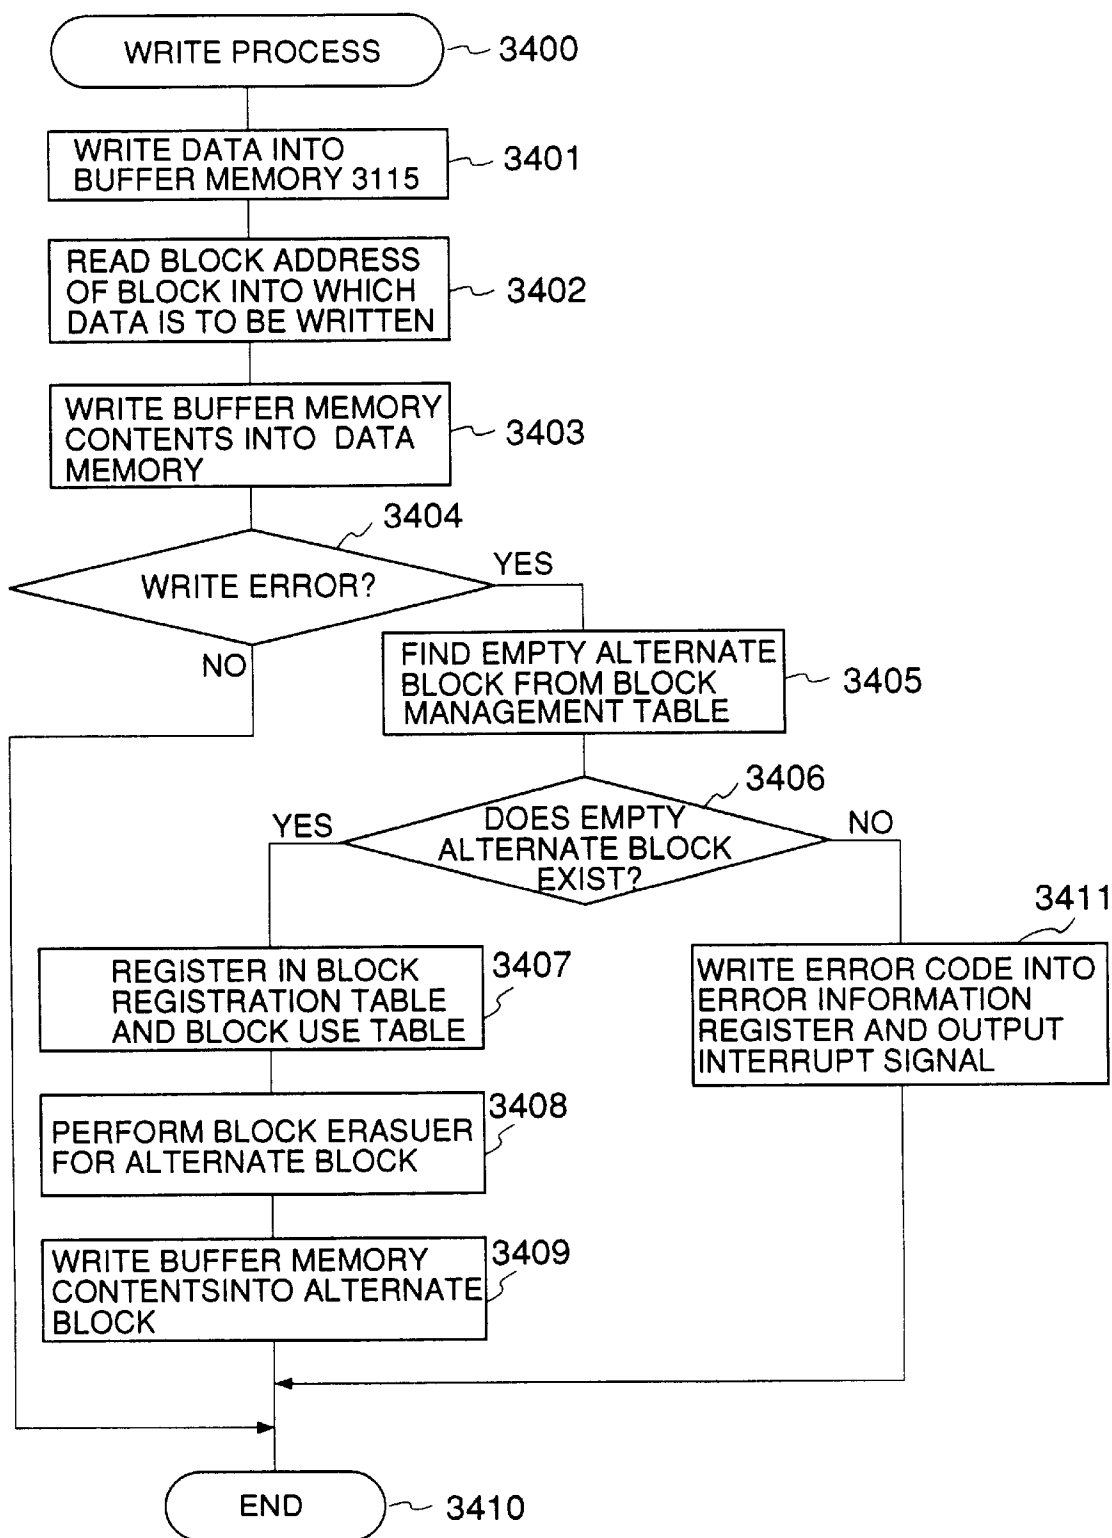 WRITE PROCESS
3400
WRITE DATA INTO
BUFFER MEMORY 3115
3401
READ BLOCK ADDRESS
OF BLOCK INTO WHICH
DATA IS TO BE WRITTEN
3402
WRITE BUFFER MEMORY
CONTENTS INTO DATA
MEMORY
3403
3404
WRITE ERROR?
YES
NO
FIND EMPTY ALTERNATE
BLOCK FROM BLOCK
MANAGEMENT TABLE
3405
3406
YES
DOES EMPTY
ALTERNATE BLOCK
EXIST?
NO
3411
REGISTER IN BLOCK
REGISTRATION TABLE
AND BLOCK USE TABLE
3407
WRITE ERROR CODE INTO
ERROR INFORMATION
REGISTER AND OUTPUT
INTERRUPT SIGNAL
3408
PERFORM BLOCK ERASUER
FOR ALTERNATE BLOCK
3409
WRITE BUFFER MEMORY
CONTENTSINTO ALTERNATE
BLOCK
END
3410